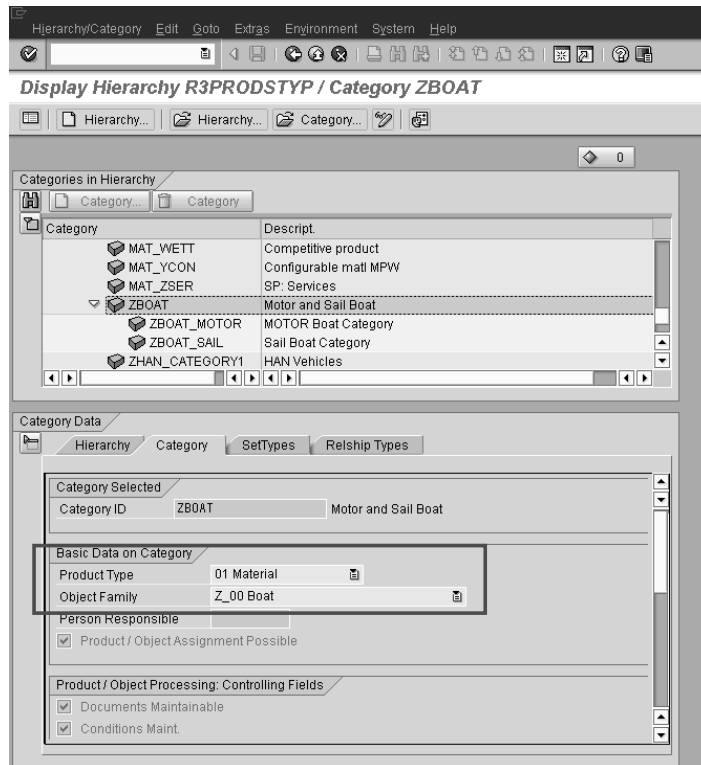 Hierarchy/Category Edit Goto Extras Environment System Help
Display Hierarchy R3PRODSTYP / Category ZBOAT
Hierarchy... Hierarchy... Category...
0
Categories in Hierarchy
Category... Category
Category Descript.
MAT_WETT Competitive product
MAT_YCON Configurable matl MPW
MAT_ZSER SP: Services
ZBOAT Motor and Sail Boat
ZBOAT_MOTOR MOTOR Boat Category
ZBOAT_SAIL Sail Boat Category
ZHAN_CATEGORY1 HAN Vehicles
Category Data
Hierarchy Category SetTypes Relship Types
Category Selected
Category ID ZBOAT Motor and Sail Boat
Basic Data on Category
Product Type 01 Material
Object Family Z_00 Boat
Person Responsible
Product / Object Assignment Possible
Product / Object Processing: Controlling Fields
Documents Maintainable
Conditions Maint.